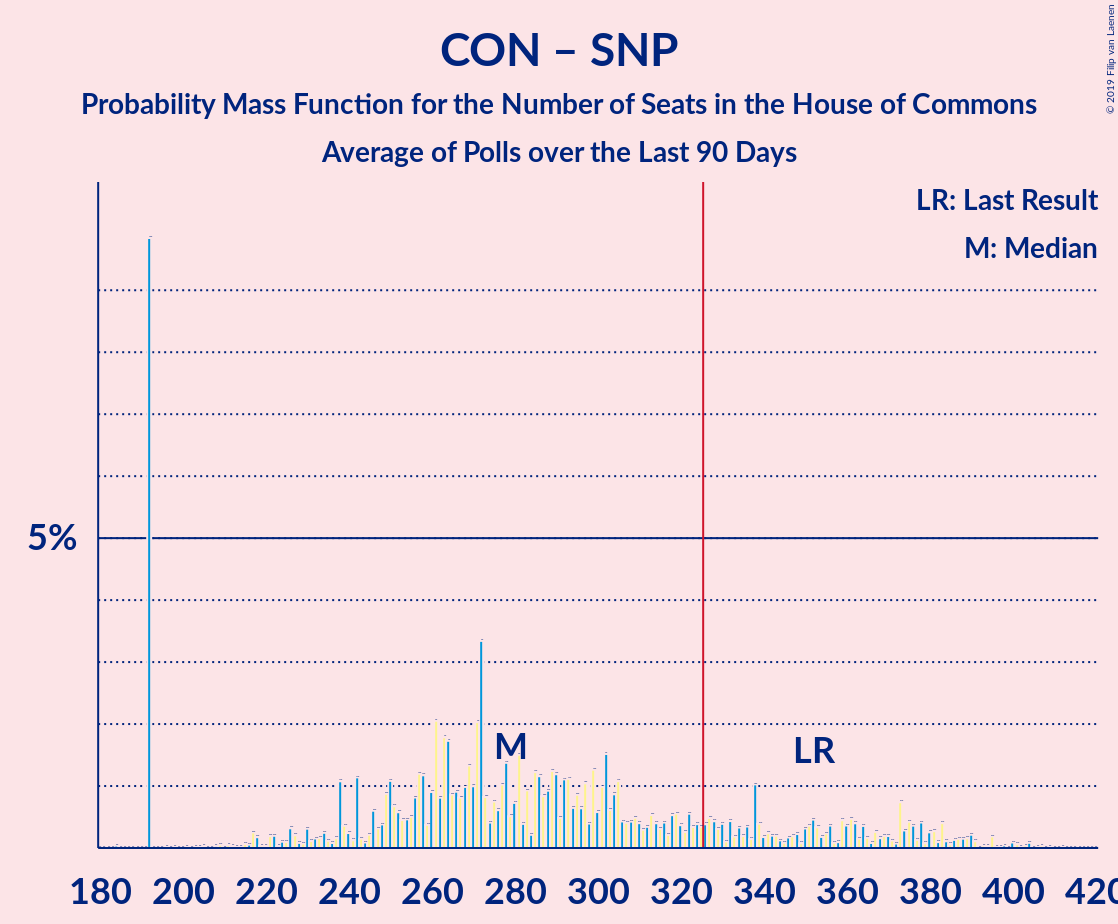 CON – SNP
Probability Mass Function for the Number of Seats in the House of Commons
Average of Polls over the Last 90 Days
© 2019 Filip van Laenen
LR: Last Result
M: Median
5%
M
LR
180 200 220 240 260 280 300 320 340 360 380 400 420